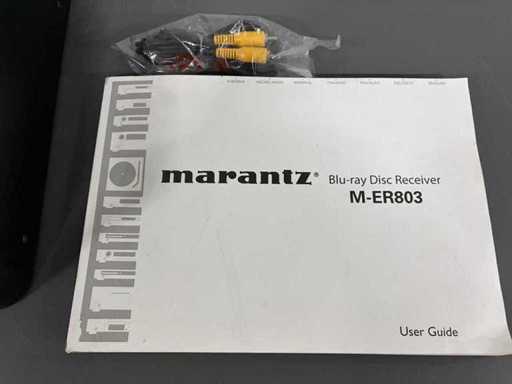 marantz®
Blu-ray Disc Receiver
M-ER803
User Guide